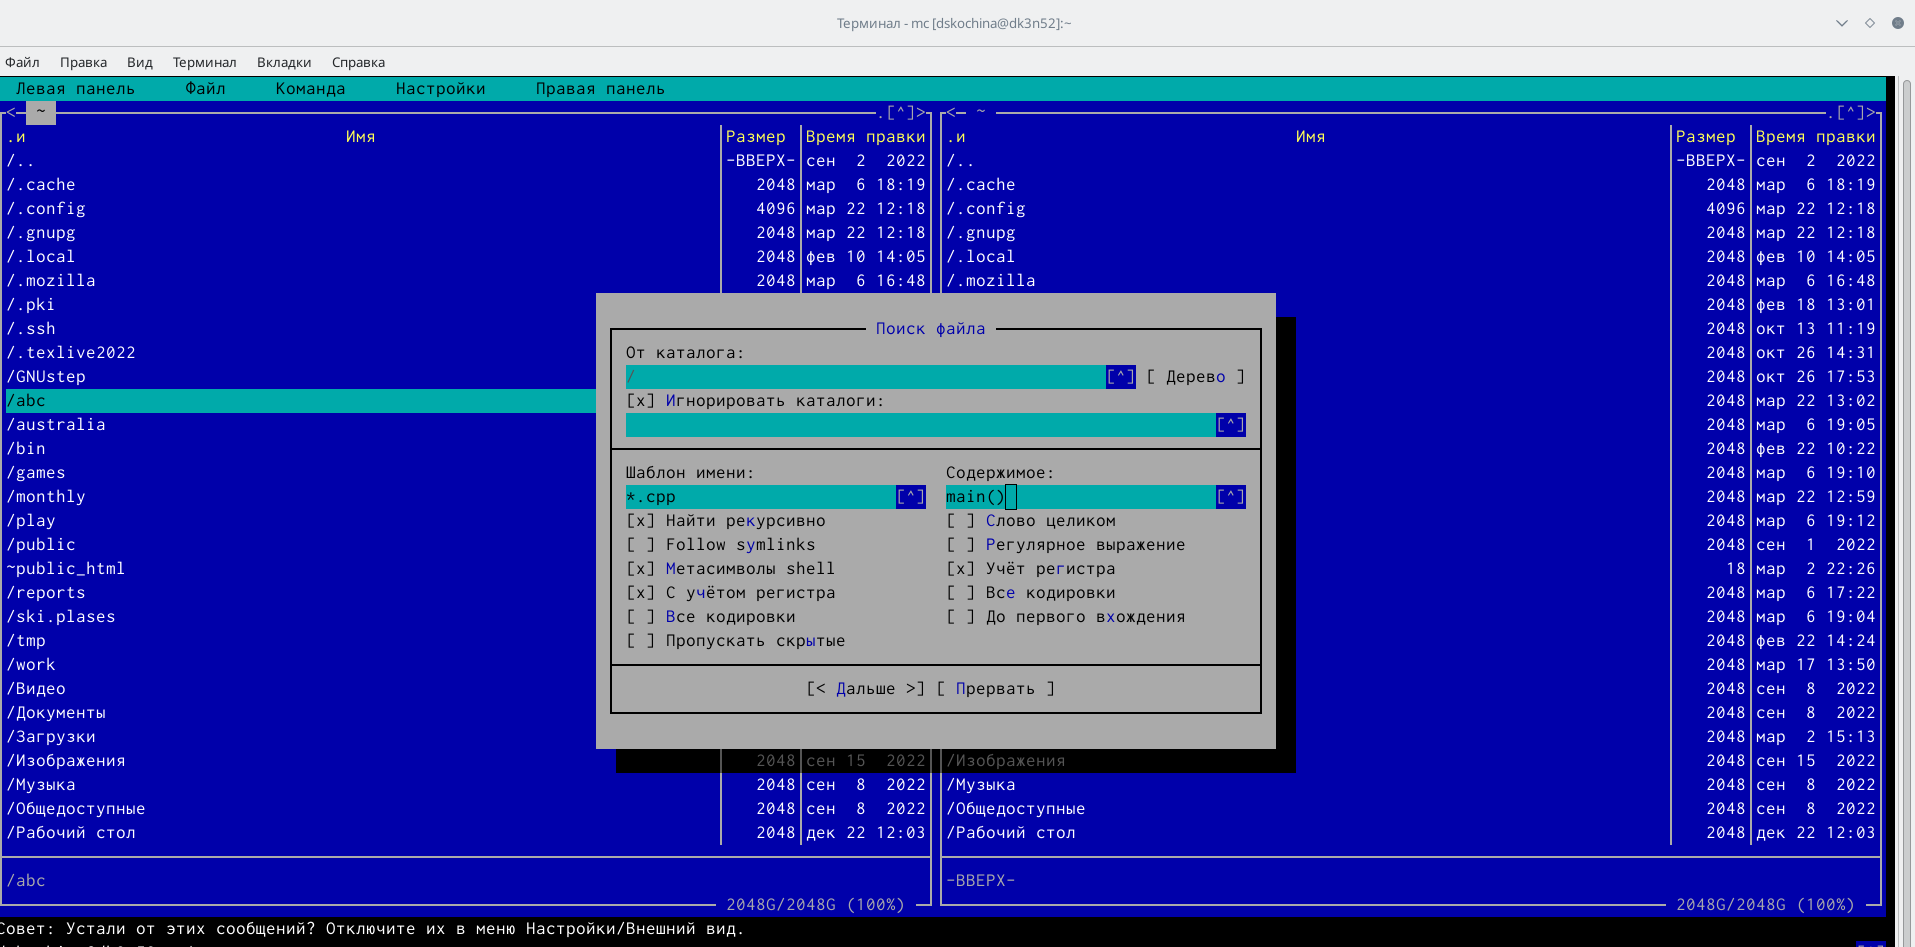 Терминал - mc [dskochina@dk3n52]:~
Файл Правка Вид Терминал Вкладки Справка
Левая панель Файл Команда Настройки Правая панель
<─ ~ .[^]> <─ ~ .[^]>
.и Имя Размер Время правки .и Имя Размер Время правки
/.. -ВВЕРХ- сен 2 2022 /.. -ВВЕРХ- сен 2 2022
/.cache 2048 мар 6 18:19 /.cache 2048 мар 6 18:19
/.config 4096 мар 22 12:18 /.config 4096 мар 22 12:18
/.gnupg 2048 мар 22 12:18 /.gnupg 2048 мар 22 12:18
/.local 2048 фев 10 14:05 /.local 2048 фев 10 14:05
/.mozilla 2048 мар 6 16:48 /.mozilla 2048 мар 6 16:48
/.pki 2048 фев 18 13:01
/.ssh Поиск файла 2048 окт 13 11:19
/.texlive2022 От каталога: 2048 окт 26 14:31
/GNUstep / [^] [ Дерево ] 2048 окт 26 17:53
/abc [x] Игнорировать каталоги: 2048 мар 22 13:02
/australia [^] 2048 мар 6 19:05
/bin 2048 фев 22 10:22
/games Шаблон имени: Содержимое: 2048 мар 6 19:10
/monthly *.cpp [^] main() [^] 2048 мар 22 12:59
/play [x] Найти рекурсивно [ ] Слово целиком 2048 мар 6 19:12
/public [ ] Follow symlinks [ ] Регулярное выражение 2048 сен 1 2022
~public_html [x] Метасимволы shell [x] Учёт регистра 18 мар 2 22:26
/reports [x] С учётом регистра [ ] Все кодировки 2048 мар 6 17:22
/ski.plases [ ] Все кодировки [ ] До первого вхождения 2048 мар 6 19:04
/tmp [ ] Пропускать скрытые 2048 фев 22 14:24
/work 2048 мар 17 13:50
/Видео [< Дальше >] [ Прервать ] 2048 сен 8 2022
/Документы 2048 сен 8 2022
/Загрузки 2048 мар 2 15:13
/Изображения 2048 сен 15 2022 /Изображения 2048 сен 15 2022
/Музыка 2048 сен 8 2022 /Музыка 2048 сен 8 2022
/Общедоступные 2048 сен 8 2022 /Общедоступные 2048 сен 8 2022
/Рабочий стол 2048 дек 22 12:03 /Рабочий стол 2048 дек 22 12:03
/abc -ВВЕРХ-
2048G/2048G (100%) 2048G/2048G (100%)
Совет: Устали от этих сообщений? Отключите их в меню Настройки/Внешний вид.